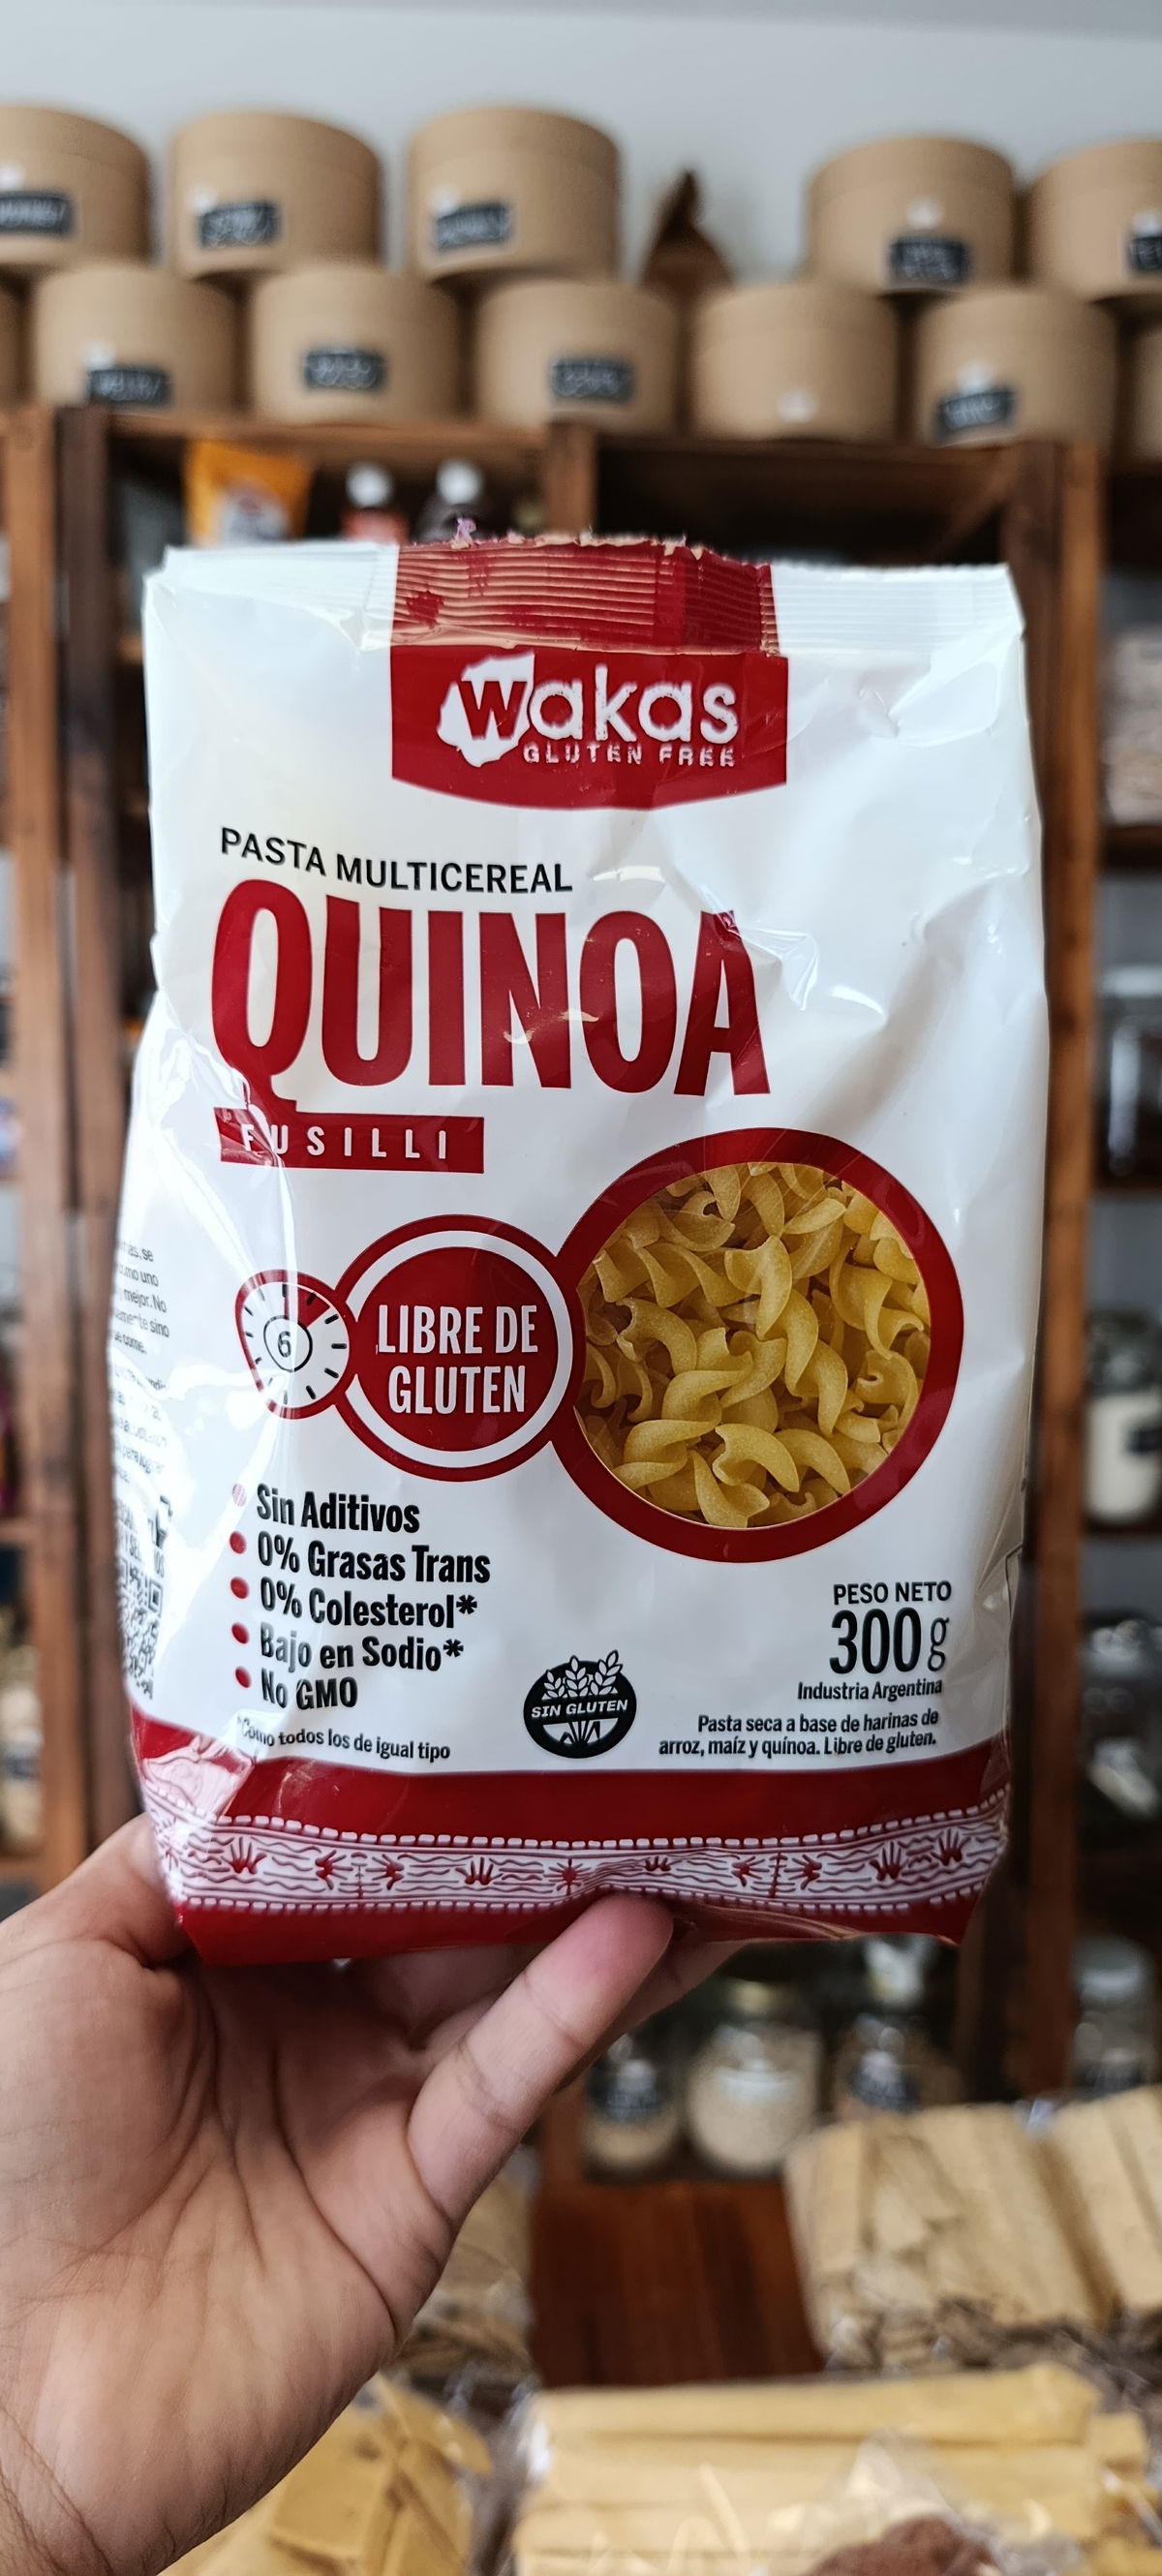 wakas
GLUTEN FREE
PASTA MULTICEREAL
QUINOA
FUSILLI
6
LIBRE DE
GLUTEN
Sin Aditivos
0% Grasas Trans
0% Colesterol*
Bajo en Sodio*
No GMO
*Como todos los de igual tipo
SIN GLUTEN
PESO NETO
300g
Industria Argentina
Pasta seca a base de harinas de
arroz, maíz y quínoa. Libre de gluten.